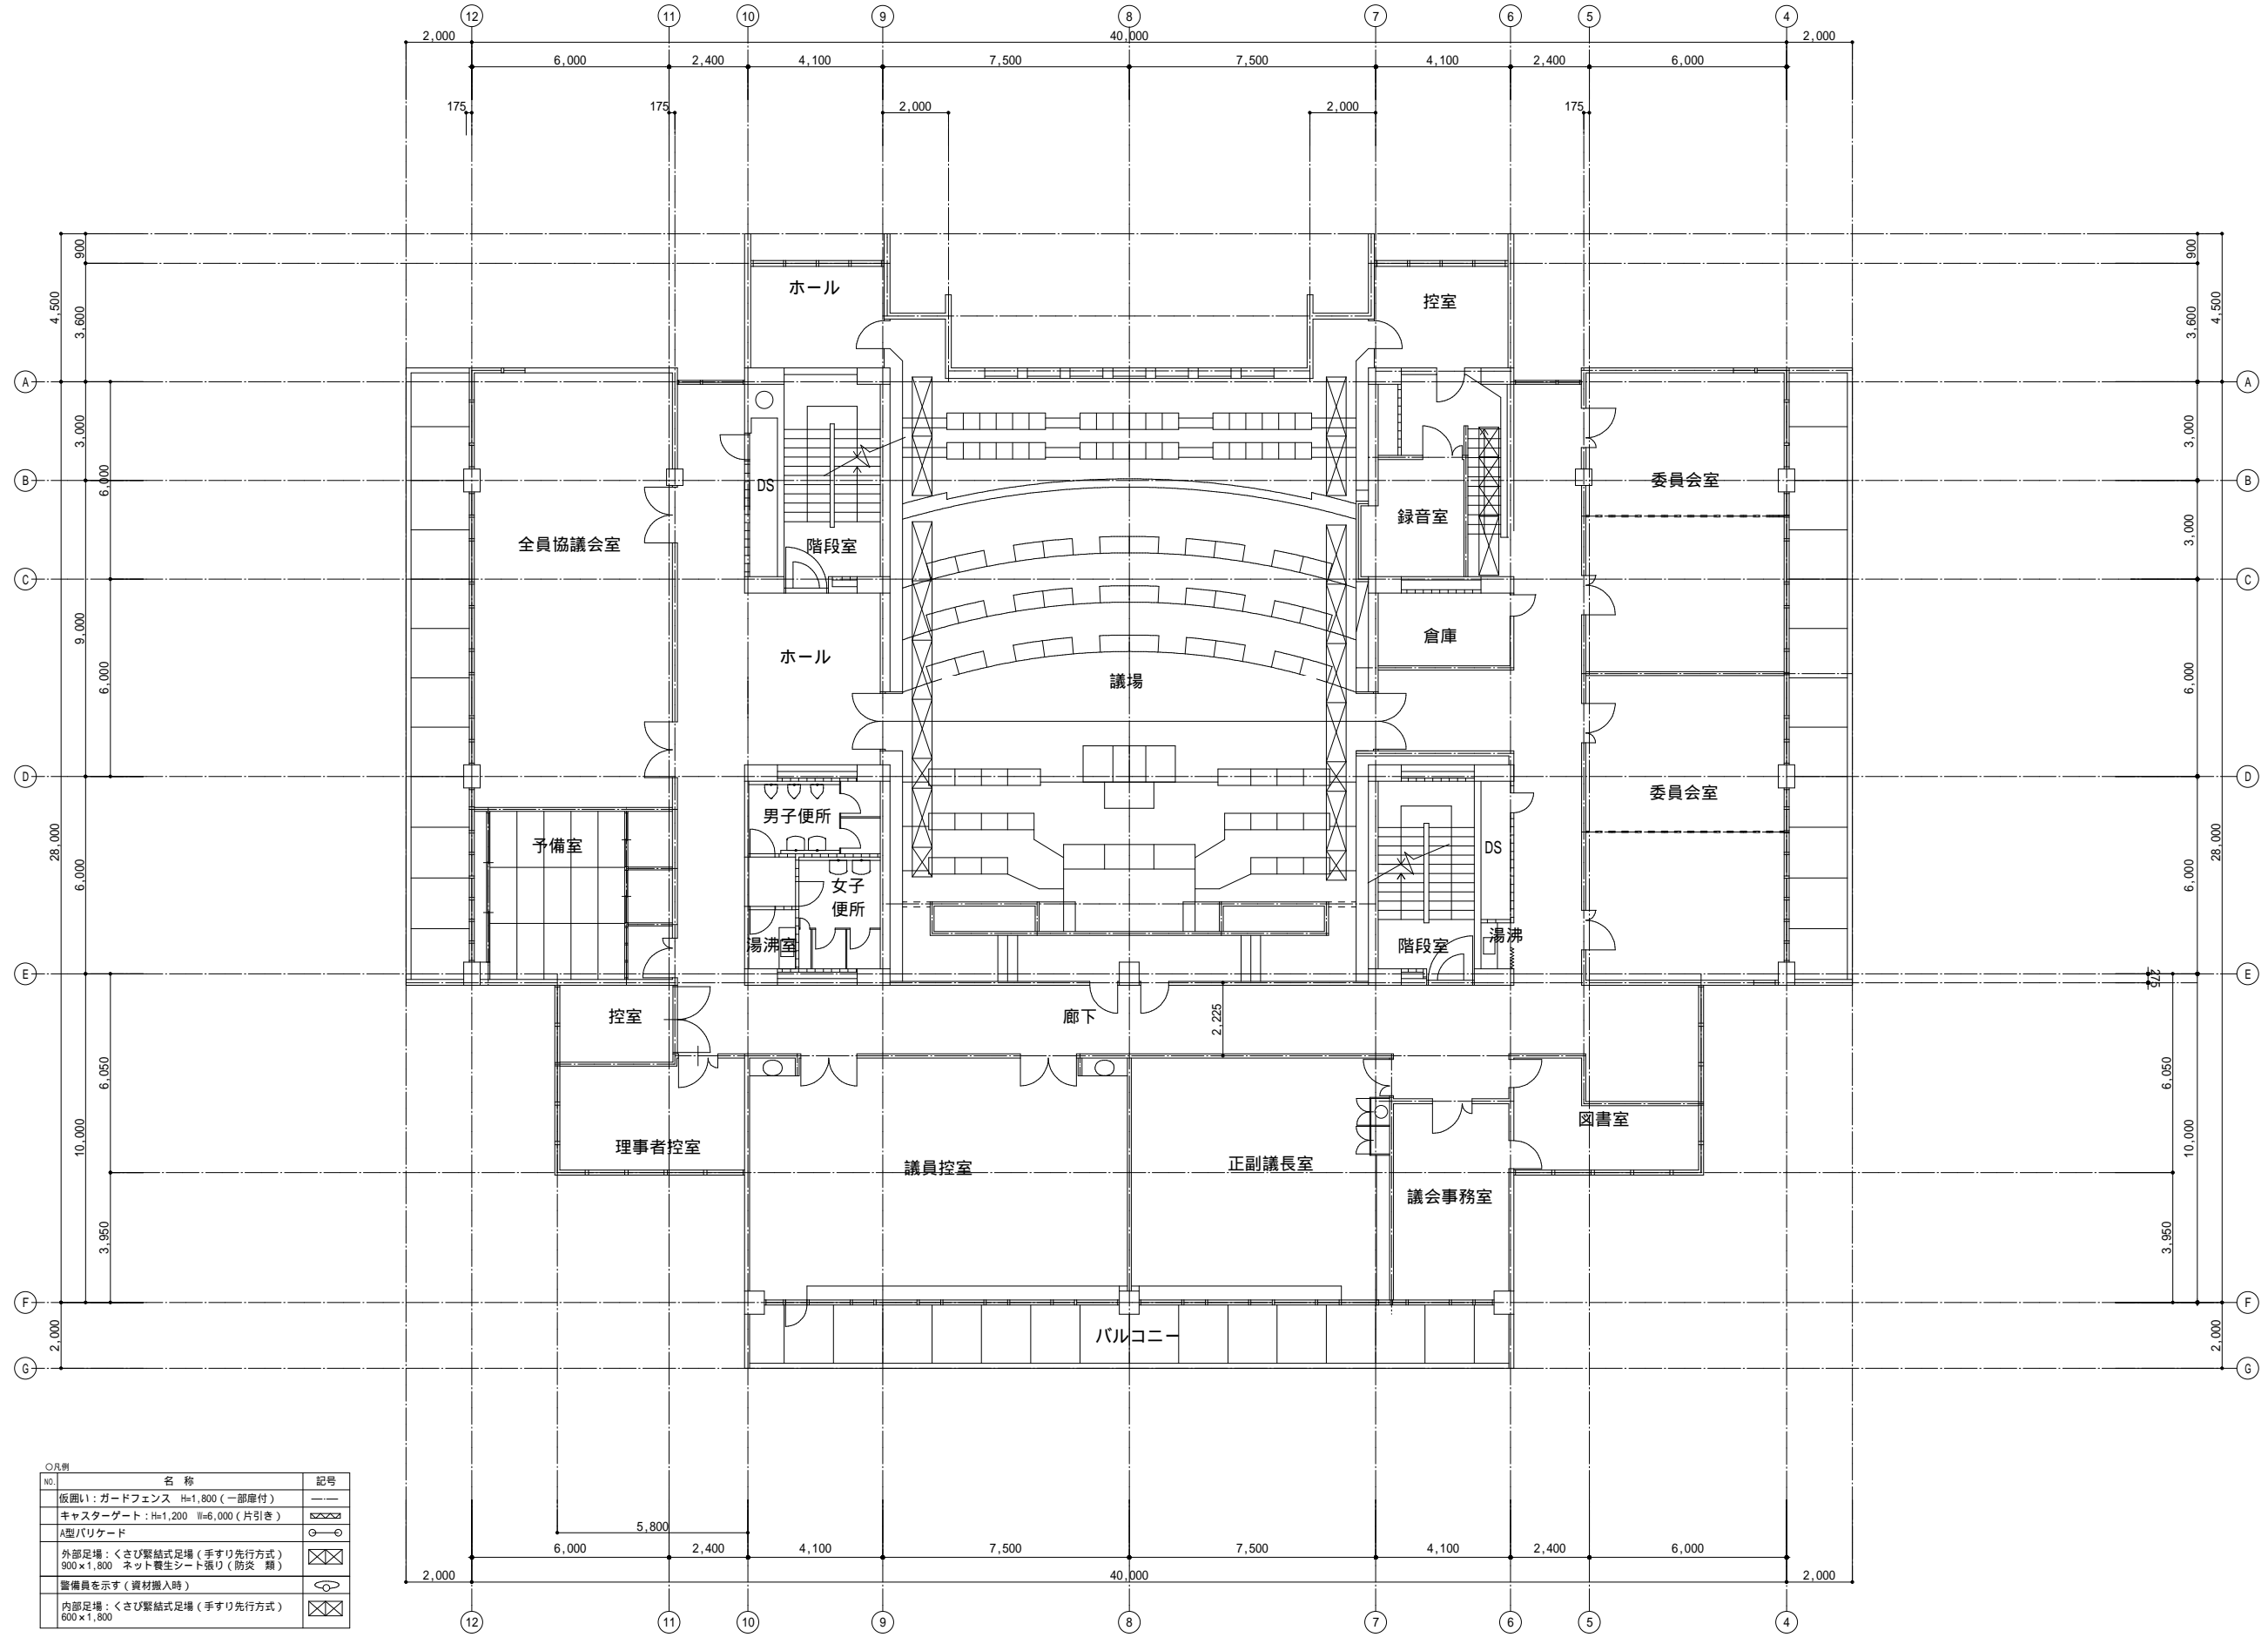 12 11 10 9 8 7 6 5 4
2,000 40,000 2,000
6,000 2,400 4,100 7,500 7,500 4,100 2,400 6,000
175 175 2,000 2,000 175
900 900
ホール 控室
4,500 3,600 3,600 4,500
A A
3,000 3,000
B 6,000 DS 委員会室 B
録音室
全員協議会室 階段室 3,000
C C
倉庫
ホール
9,000 6,000 議場 6,000
D D
委員会室
男子便所
28,000 予備室 DS 28,000
6,000 女子 6,000
便所
湯沸室 階段室 湯沸
E E
275
控室 廊下 2,225
6,050 6,050
図書室
10,000 理事者控室 10,000
議員控室 正副議長室
議会事務室
3,950 3,950
F F
2,000 バルコニー 2,000
G G
○凡例
NO. 名 称 記号
仮囲い：ガードフェンス H=1,800（一部扉付）
キャスターゲート：H=1,200 W=6,000（片引き）
A型バリケード
外部足場：くさび緊結式足場（手すり先行方式）
900×1,800 ネット養生シート張り（防炎 類）
警備員を示す（資材搬入時）
内部足場：くさび緊結式足場（手すり先行方式）
600×1,800
5,800
6,000 2,400 4,100 7,500 7,500 4,100 2,400 6,000
2,000 40,000 2,000
12 11 10 9 8 7 6 5 4